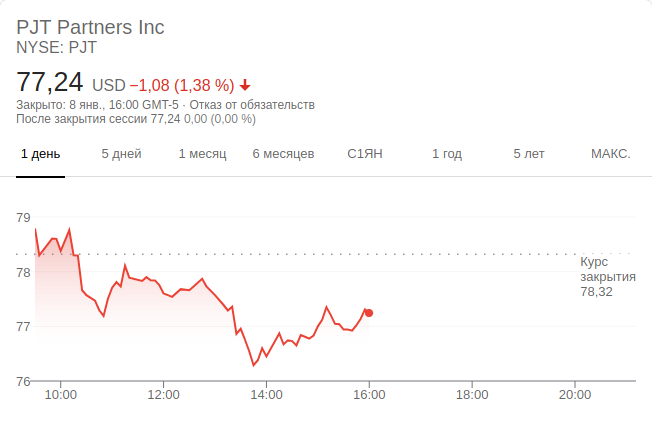 PJT Partners Inc
NYSE: PJT
77,24 USD −1,08 (1,38 %)
Закрыто: 8 янв., 16:00 GMT-5 · Отказ от обязательств
После закрытия сессии 77,24 0,00 (0,00 %)
1 день 5 дней 1 месяц 6 месяцев С1ЯН 1 год 5 лет МАКС.
79
Курс
закрытия
78,32
78
77
76
10:00 12:00 14:00 16:00 18:00 20:00